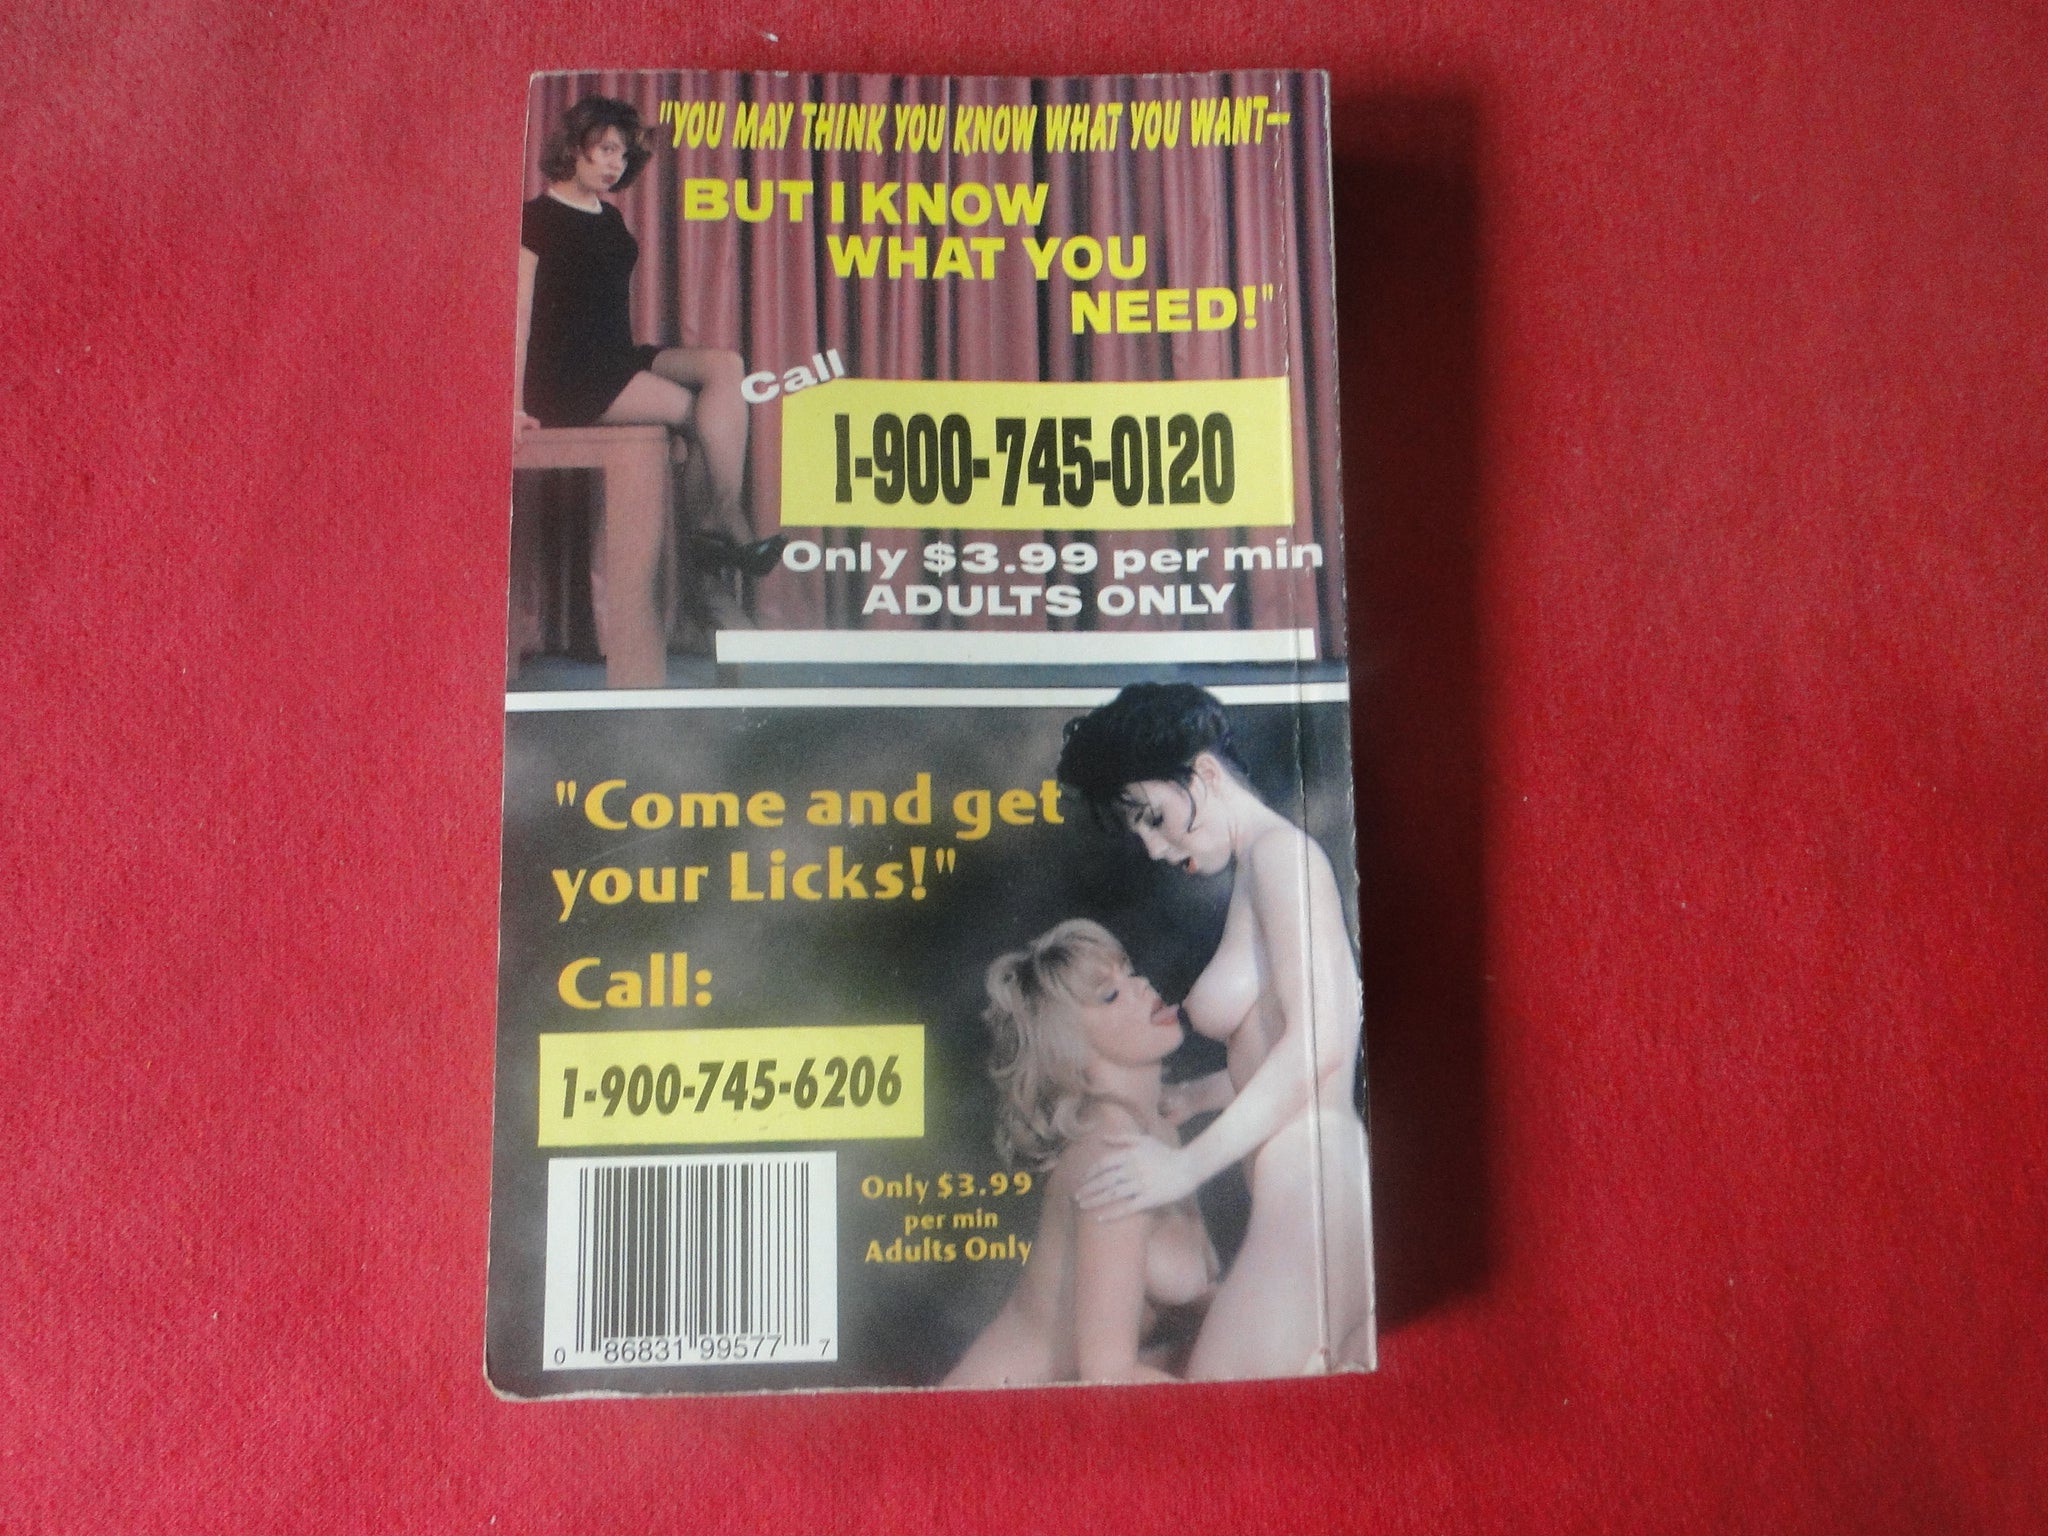 "YOU MAY THINK YOU KNOW WHAT YOU WANT—
BUT I KNOW
WHAT YOU
NEED!"
Call
1-900-745-0120
Only $3.99 per min
ADULTS ONLY
"Come and get
your Licks!"
Call:
1-900-745-6206
Only $3.99
per min
Adults Only
0 86831 99577 7